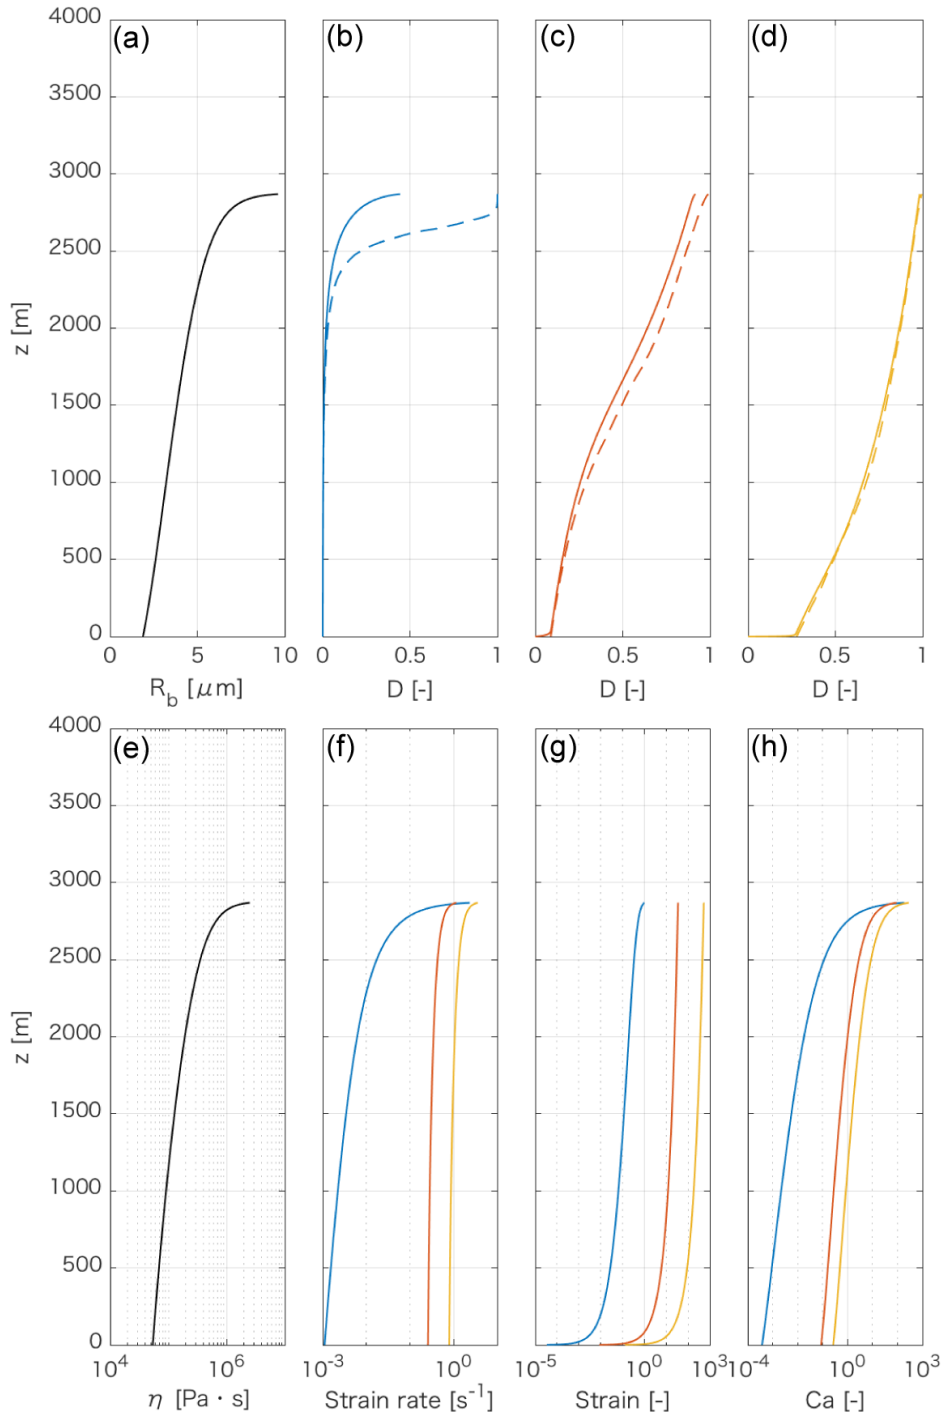 (a) (b) (c) (d)
4000
3500
3000
2500
2000
1500
1000
500
0
z [m]
0 5 10 0 0.5 1 0 0.5 1 0 0.5 1
R_b [μm] D [-] D [-] D [-]
(e) (f) (g) (h)
4000
3500
3000
2500
2000
1500
1000
500
0
z [m]
10^4 10^6 10^-3 10^0 10^-5 10^0 10^3 10^-4 10^0 10^3
η [Pa・s] Strain rate [s^-1] Strain [-] Ca [-]